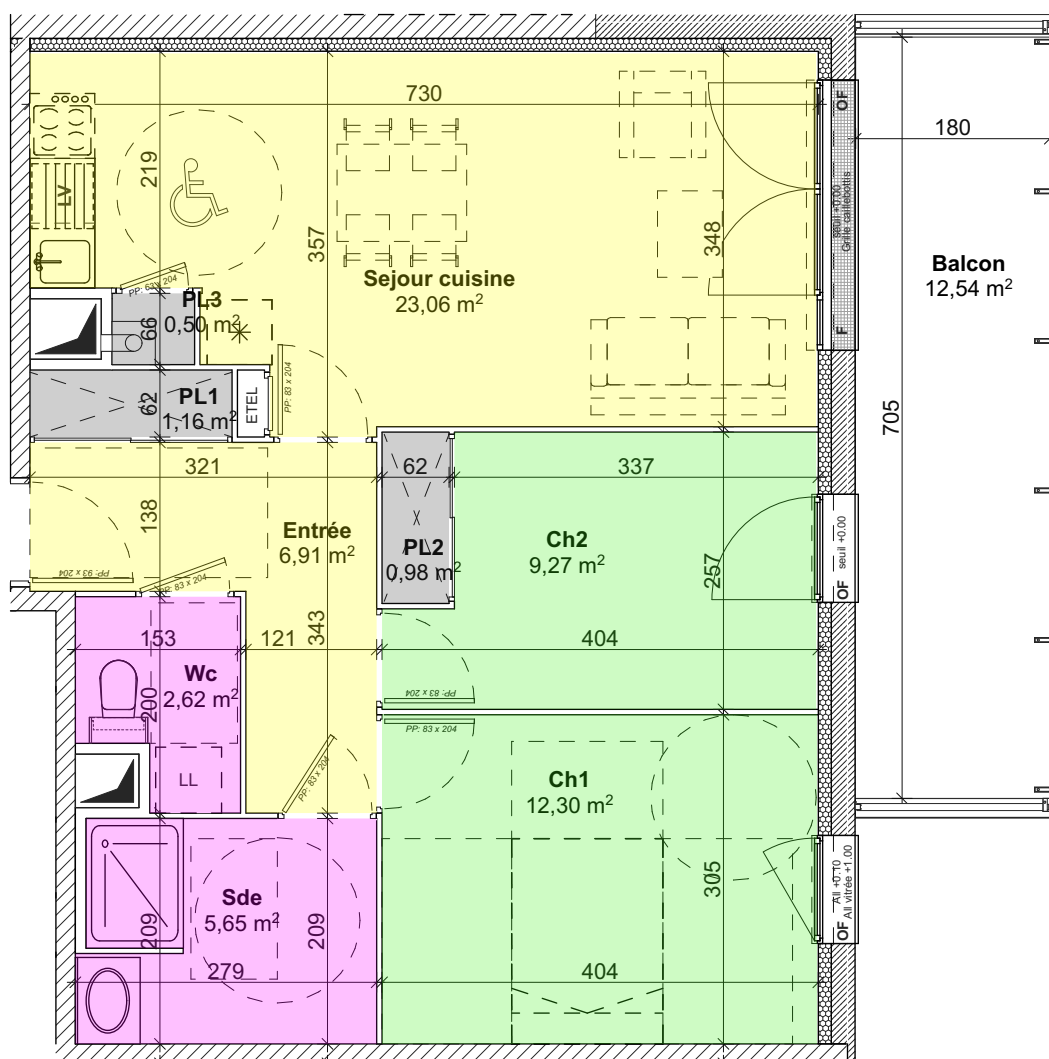 730
OF
180
219
LV
357
348
seuil +0.00
Grille caillebottis
Sejour cuisine
23,06 m²
Balcon
12,54 m²
PP: 63 x 204
PL3
0,50 m²
66
F
PL1
1,16 m²
62
ETEL
PP: 83 x 204
705
321
62
337
138
Entrée
6,91 m²
PL2
0,98 m²
Ch2
9,27 m²
257
OF seuil +0.00
PP: 93 x 204
PP: 83 x 204
153
121
343
404
Wc
2,62 m²
200
PP: 83 x 204
PP: 83 x 204
LL
PP: 83 x 204
Ch1
12,30 m²
305
All +0.10
All vitrée +1.00
OF
Sde
5,65 m²
209
209
279
404